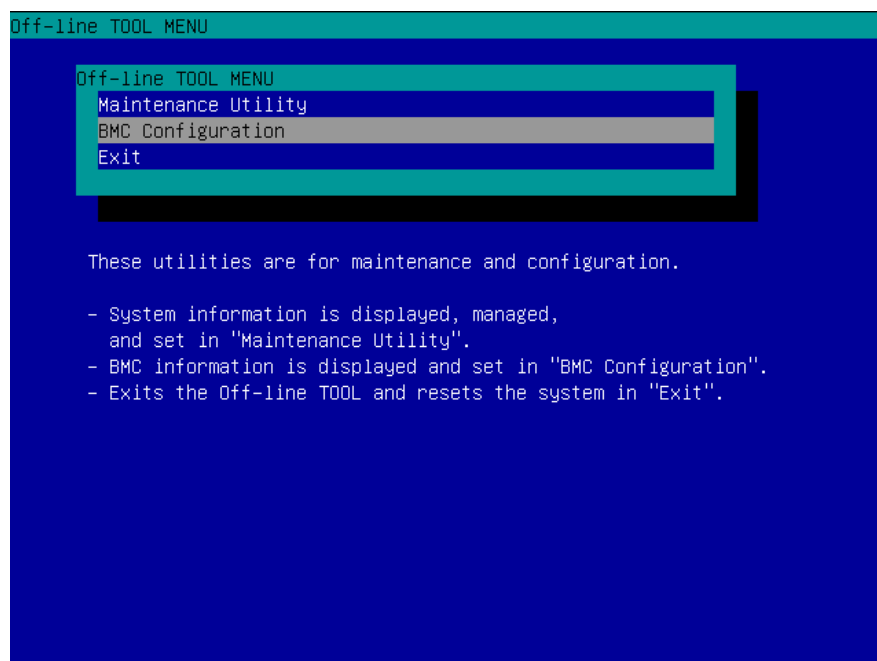 Off-line TOOL MENU
Off-line TOOL MENU
Maintenance Utility
BMC Configuration
Exit
These utilities are for maintenance and configuration.
- System information is displayed, managed,
and set in "Maintenance Utility".
- BMC information is displayed and set in "BMC Configuration".
- Exits the Off-line TOOL and resets the system in "Exit".